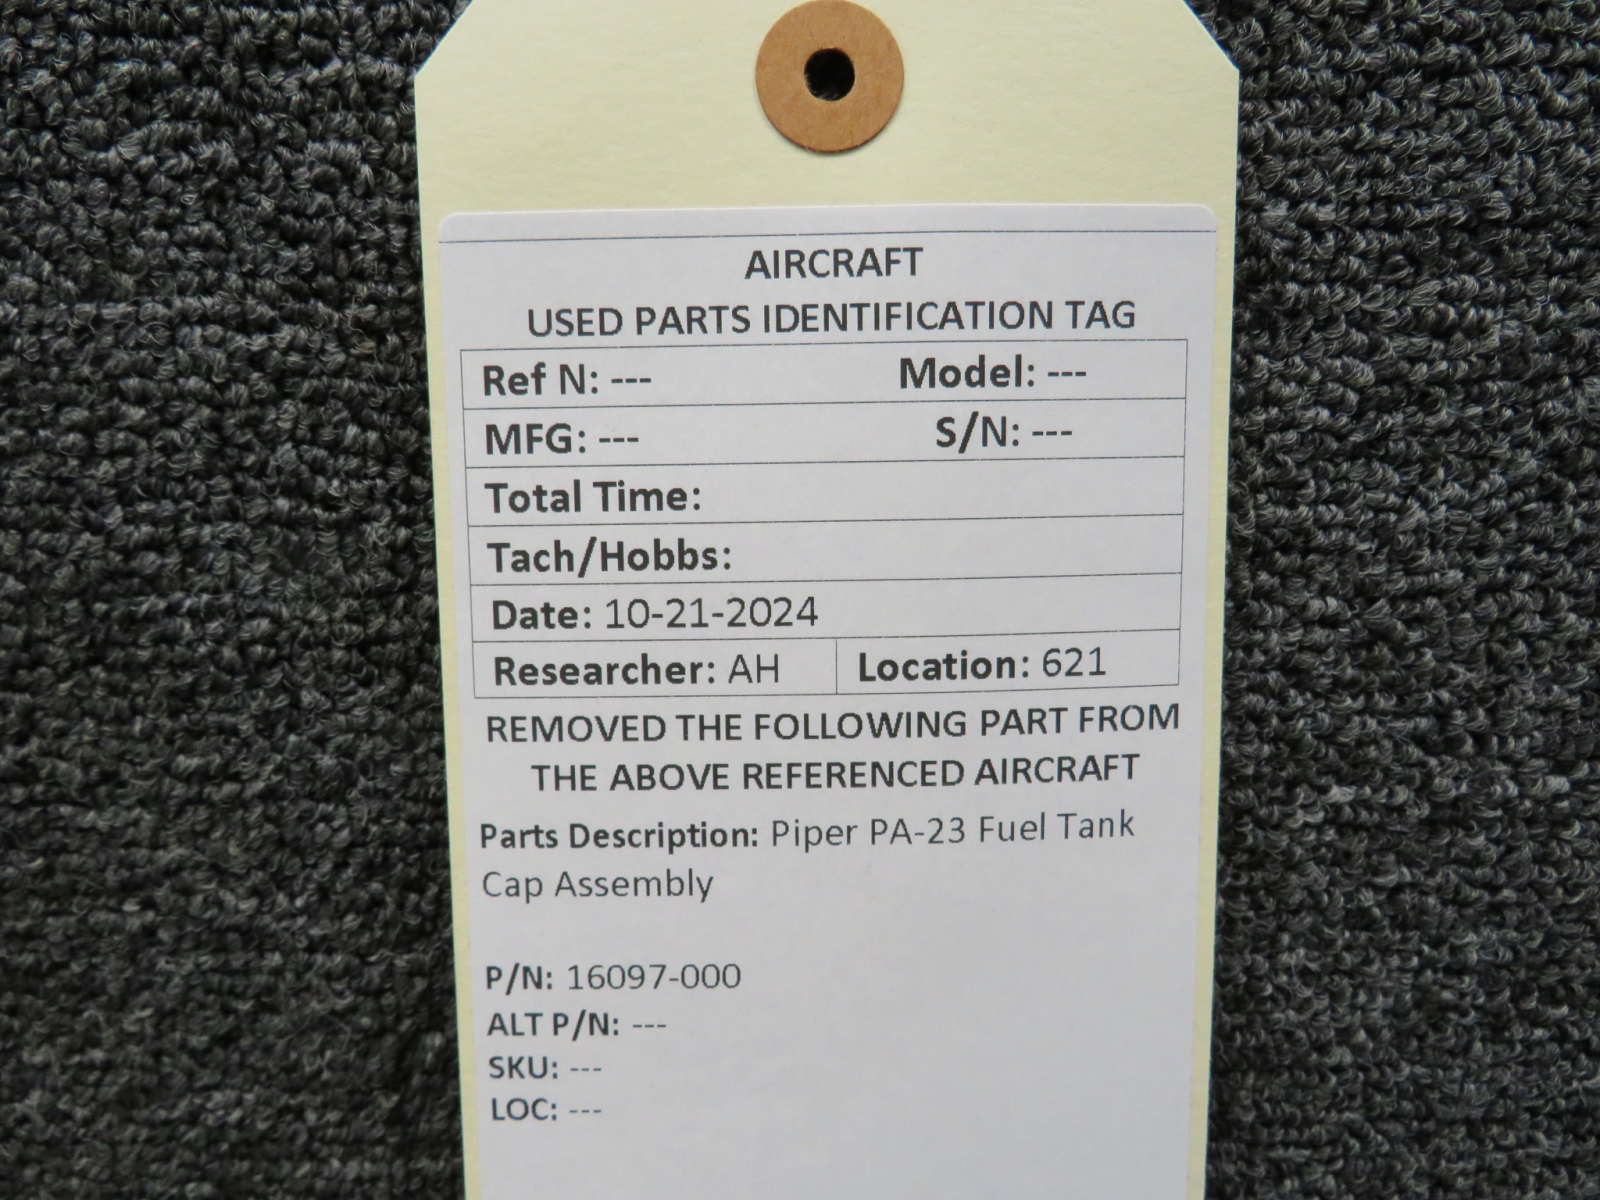 AIRCRAFT
USED PARTS IDENTIFICATION TAG
Ref N: --- Model: ---
MFG: --- S/N: ---
Total Time:
Tach/Hobbs:
Date: 10-21-2024
Researcher: AH Location: 621
REMOVED THE FOLLOWING PART FROM
THE ABOVE REFERENCED AIRCRAFT
Parts Description: Piper PA-23 Fuel Tank
Cap Assembly
P/N: 16097-000
ALT P/N: ---
SKU: ---
LOC: ---